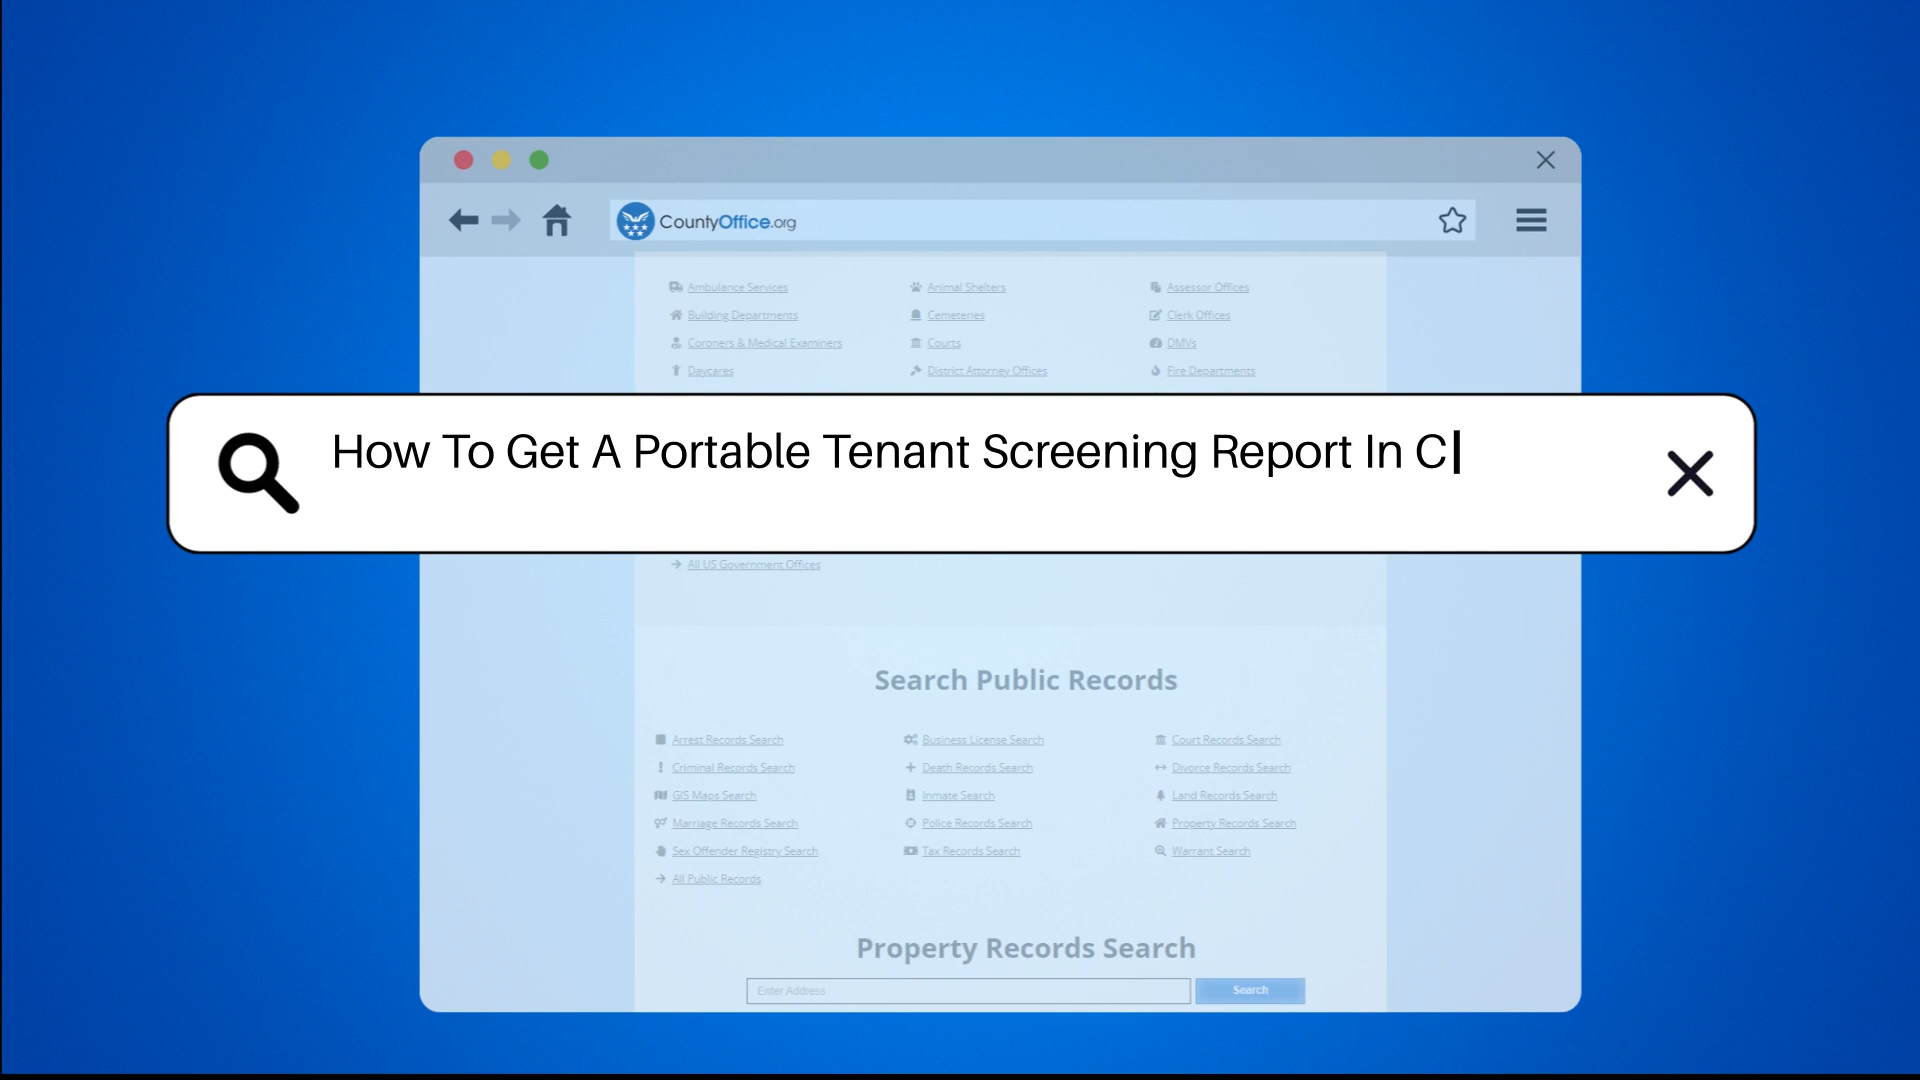 CountyOffice.org
Ambulance Services Animal Shelters Assessor Offices
Building Departments Cemeteries Clerk Offices
Coroners & Medical Examiners Courts DMVs
Daycares District Attorney Offices Fire Departments
How To Get A Portable Tenant Screening Report In C
All US Government Offices
Search Public Records
Arrest Records Search Business License Search Court Records Search
Criminal Records Search Death Records Search Divorce Records Search
GIS Maps Search Inmate Search Land Records Search
Marriage Records Search Police Records Search Property Records Search
Sex Offender Registry Search Tax Records Search Warrant Search
All Public Records
Property Records Search
Enter Address Search